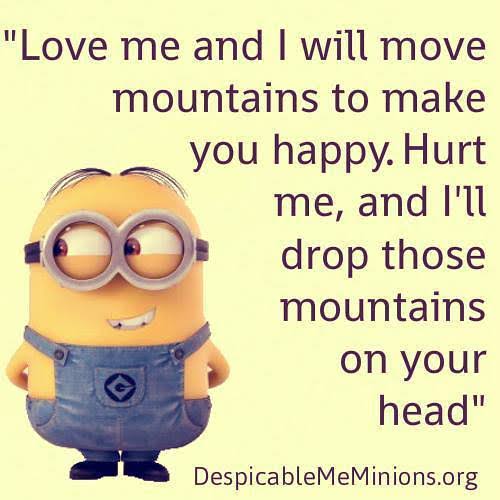 "Love me and I will move
mountains to make
you happy. Hurt
me, and I'll
drop those
mountains
on your
head"
DespicableMeMinions.org